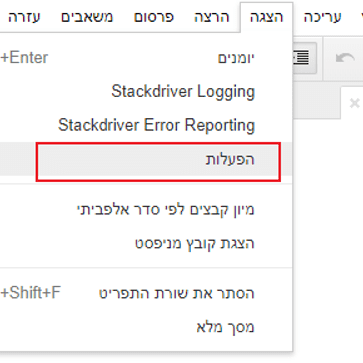 עריכה הצגה הרצה פרסום משאבים עזרה
יומנים +Enter
Stackdriver Logging
Stackdriver Error Reporting
הפעלות
מיון קבצים לפי סדר אלפביתי
הצגת קובץ מניפסט
הסתר את שורת התפריט +Shift+F
מסך מלא